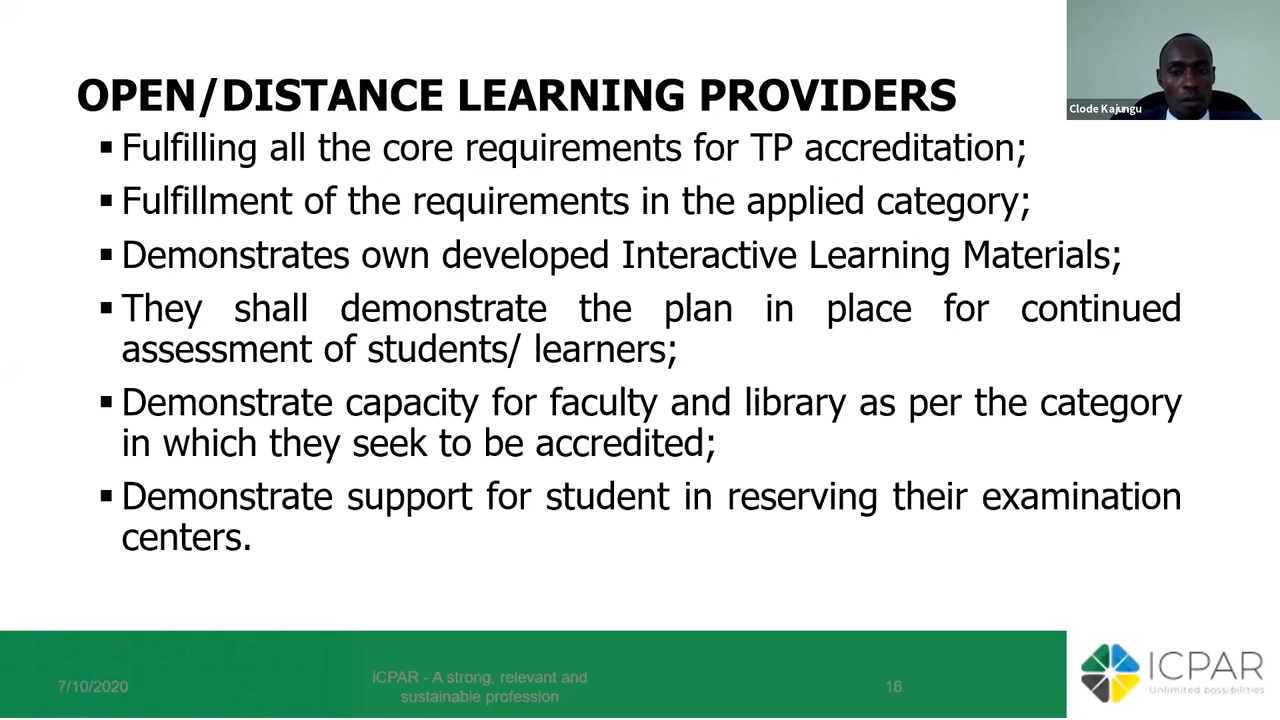 OPEN/DISTANCE LEARNING PROVIDERS
Clode Kajungu
▪ Fulfilling all the core requirements for TP accreditation;
▪ Fulfillment of the requirements in the applied category;
▪ Demonstrates own developed Interactive Learning Materials;
▪ They shall demonstrate the plan in place for continued
assessment of students/ learners;
▪ Demonstrate capacity for faculty and library as per the category
in which they seek to be accredited;
▪ Demonstrate support for student in reserving their examination
centers.
7/10/2020
iCPAR - A strong, relevant and
sustainable profession
16
ICPAR
Unlimited possibilities